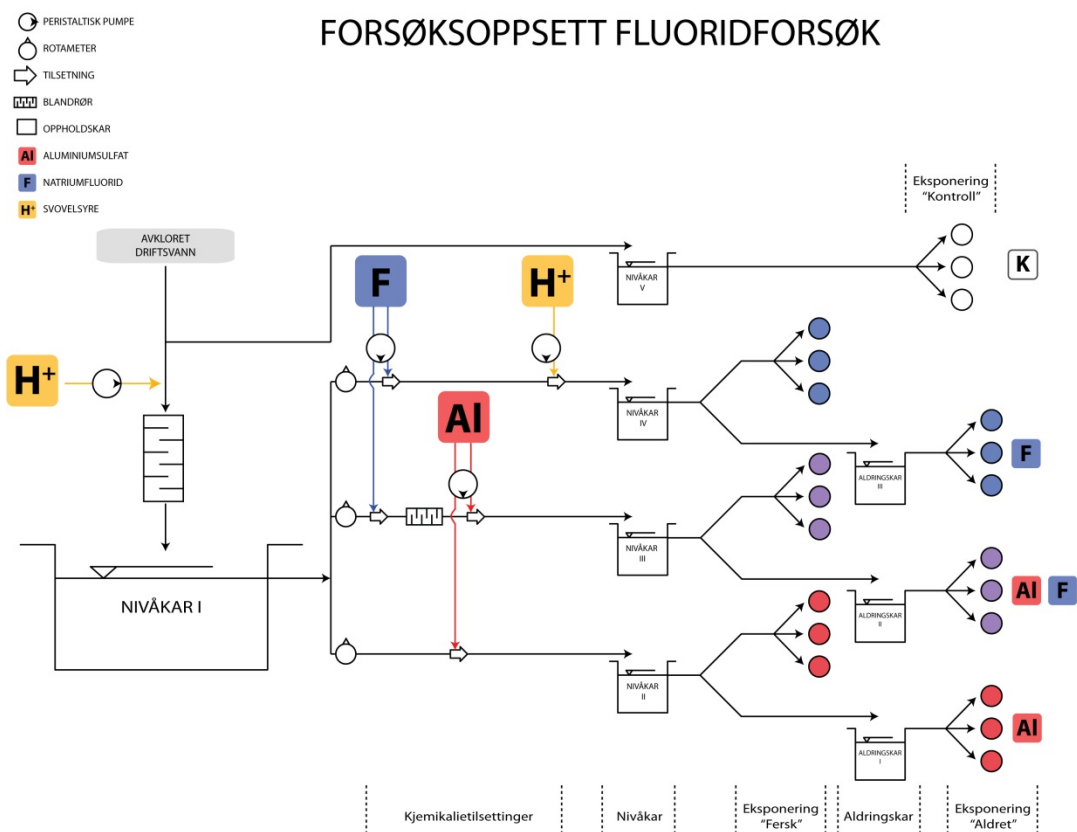 FORSØKSOPPSETT FLUORIDFORSØK
PERISTALTISK PUMPE
ROTAMETER
TILSETNING
BLANDRØR
OPPHOLDSKAR
Al ALUMINIUMSULFAT
F NATRIUMFLUORID
H+ SVOVELSYRE
Eksponering
"Kontroll"
AVKLORET
DRIFTSVANN
F
H+
NIVÅKAR
V
K
H+
Al
NIVÅKAR
IV
ALDRINGSKAR
III
F
NIVÅKAR
III
NIVÅKAR I
ALDRINGSKAR
II
Al F
NIVÅKAR
II
ALDRINGSKAR
I
Al
Kjemikalietilsettinger
Nivåkar
Eksponering
"Fersk"
Aldringskar
Eksponering
"Aldret"